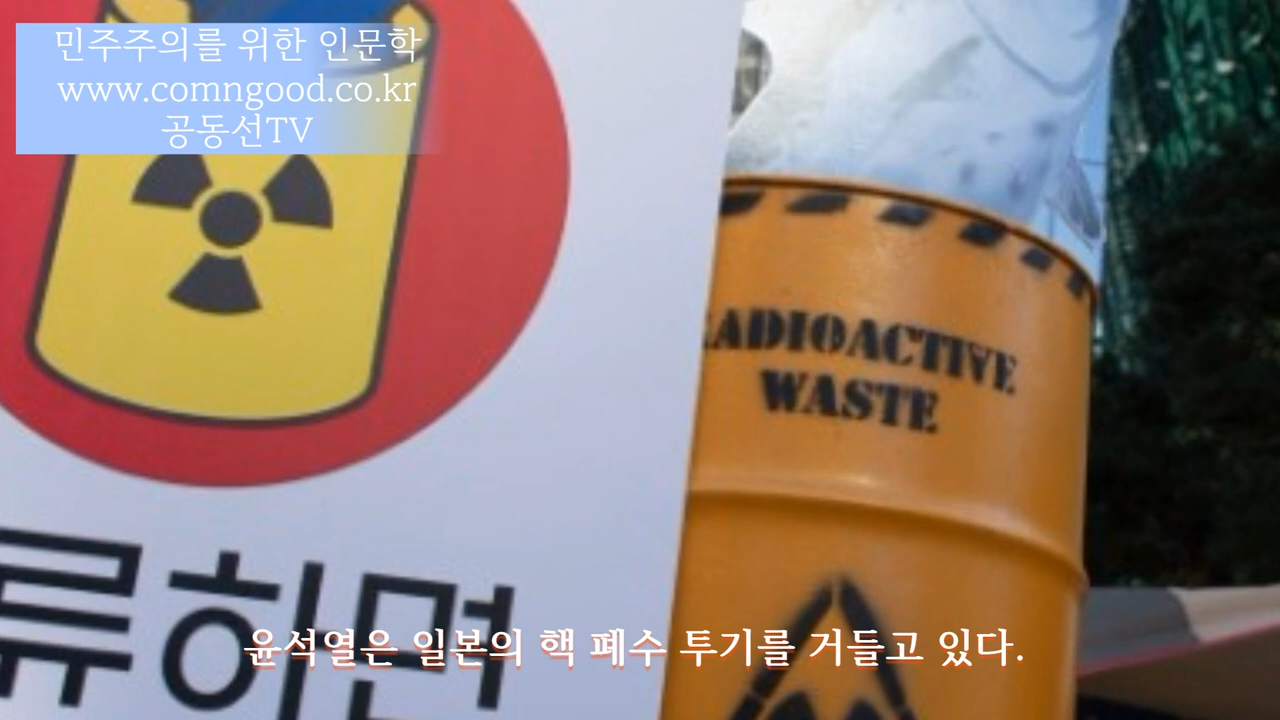 민주주의를 위한 인문학
www.comngood.co.kr
공동선TV
RADIOACTIVE
WASTE
류하면
윤석열은 일본의 핵 폐수 투기를 거들고 있다.